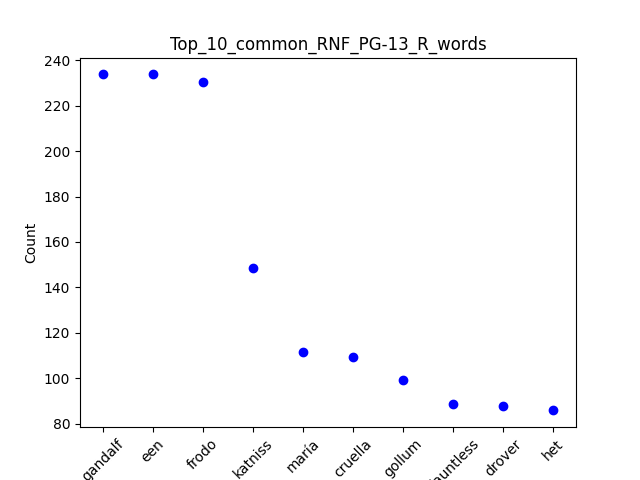 Top_10_common_RNF_PG-13_R_words
240
220
200
180
160
140
120
100
80
Count
gandalf
een
frodo
katniss
maría
cruella
gollum
auntless
drover
het